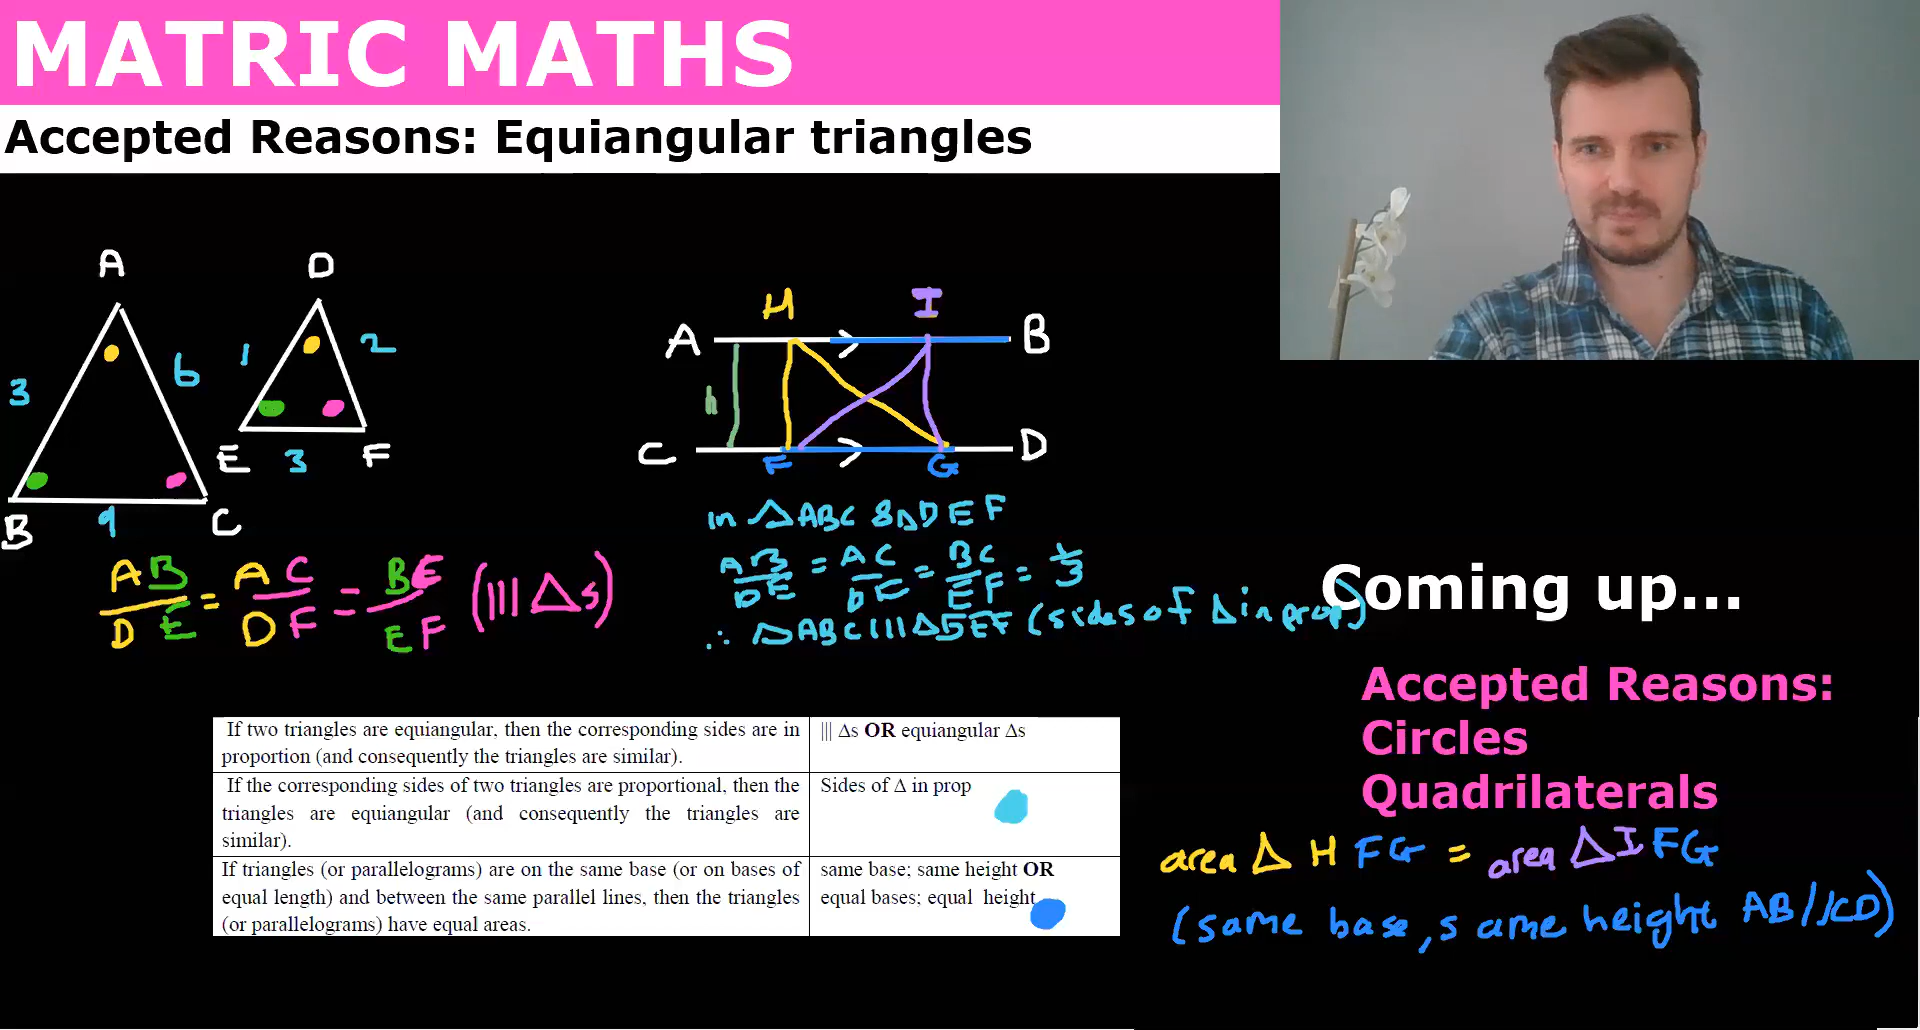 MATRIC MATHS
Accepted Reasons: Equiangular triangles
A
D
3
6
1
2
B
9
C
E
3
F
H
I
A
B
h
C
F
G
D
AB/DE = AC/DF = BE/EF (||| Δs)
in ΔABC & ΔDEF
AB/DE = AC/DF = BC/EF = 1/3
∴ ΔABC ||| ΔDEF (sides of Δ in prop)
Coming up...
Accepted Reasons:
Circles
Quadrilaterals
If two triangles are equiangular, then the corresponding sides are in
proportion (and consequently the triangles are similar).
||| Δs OR equiangular Δs
If the corresponding sides of two triangles are proportional, then the
triangles are equiangular (and consequently the triangles are
similar).
Sides of Δ in prop
If triangles (or parallelograms) are on the same base (or on bases of
equal length) and between the same parallel lines, then the triangles
(or parallelograms) have equal areas.
same base; same height OR
equal bases; equal height
area Δ HFG = area ΔIFG
(same base, same height AB//CD)